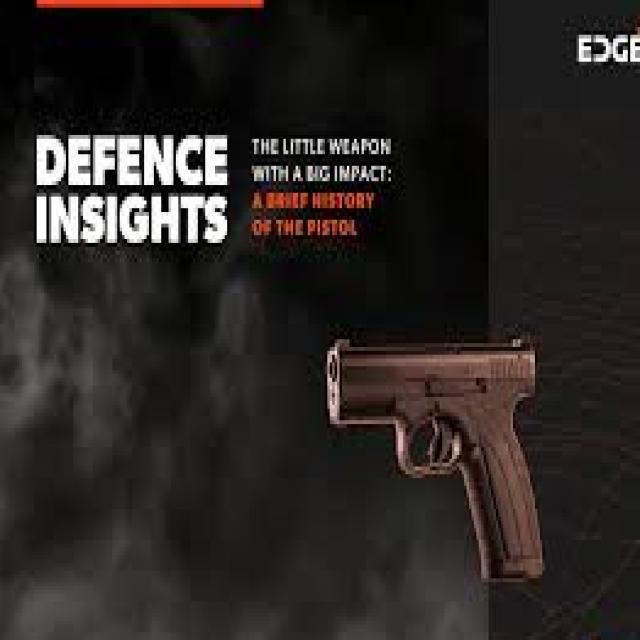 EDGE
DEFENCE
INSIGHTS
THE LITTLE WEAPON
WITH A BIG IMPACT:
A BRIEF HISTORY
OF THE PISTOL